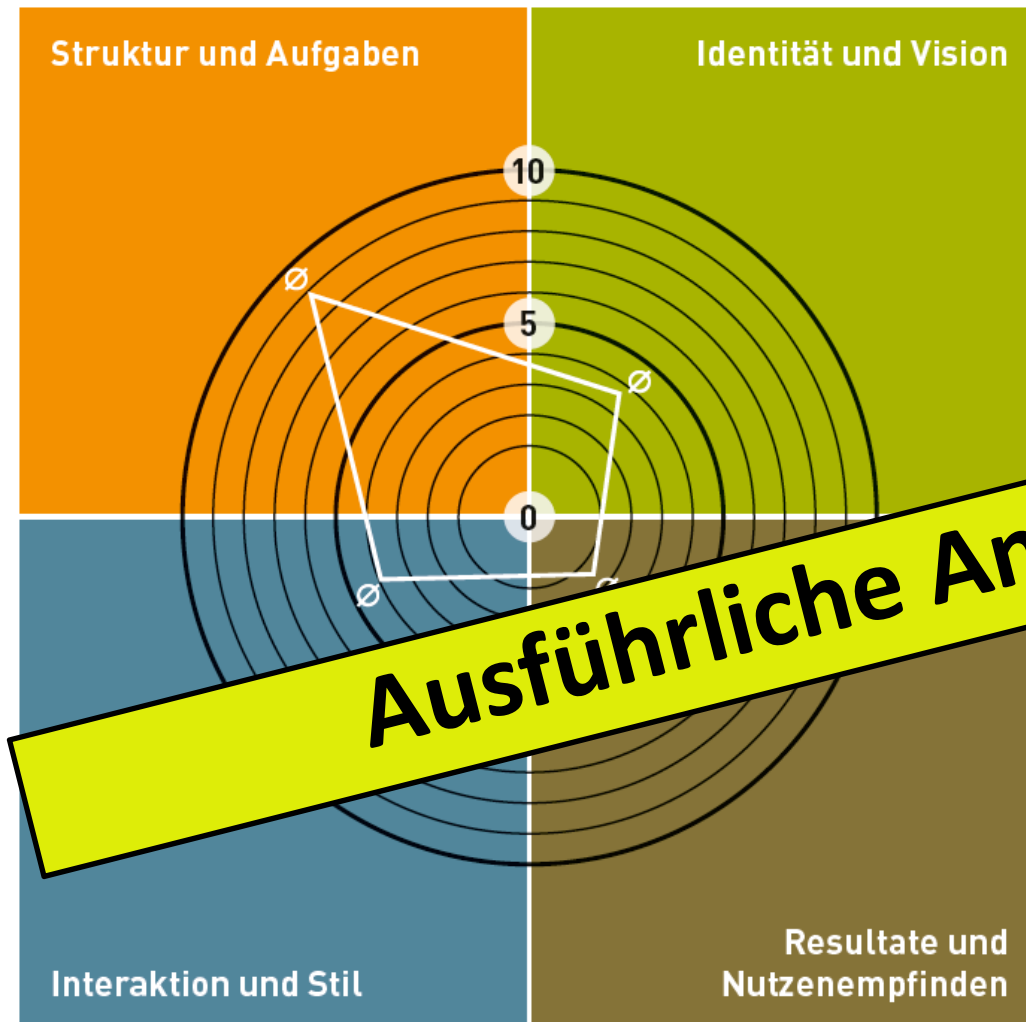 Struktur und Aufgaben
Identität und Vision
10
Ø
5
Ø
0
Ø
Ausführliche
Resultate und
Interaktion und Stil
Nutzenempfinden